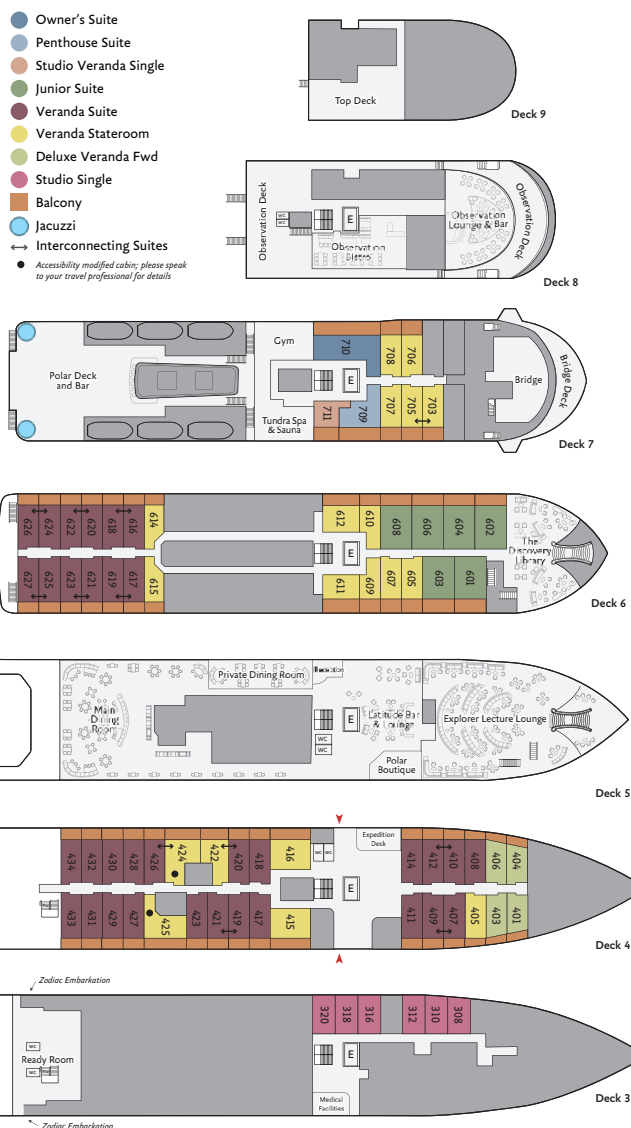 Owner's Suite
Penthouse Suite
Studio Veranda Single
Junior Suite
Veranda Suite
Veranda Stateroom
Deluxe Veranda Fwd
Studio Single
Balcony
Jacuzzi
Interconnecting Suites
Accessibility modified cabin; please speak
to your travel professional for details
Top Deck
Deck 9
Observation Deck
WC
WC
E
Observation
Bistro
Observation
Lounge & Bar
Observation Deck
Deck 8
Polar Deck
and Bar
Gym
Tundra Spa
& Sauna
710
708
706
E
711
709
707
705
703
Bridge
Bridge Deck
Deck 7
626
624
622
620
618
616
614
612
610
608
606
604
602
E
627
625
623
621
619
617
615
611
609
607
605
603
601
The
Discovery
Library
Deck 6
Private Dining Room
Reception
Main
Dining
Room
E
WC
WC
Latitude Bar
& Lounge
Explorer Lecture Lounge
Polar
Boutique
Deck 5
Expedition
Desk
434
432
430
428
426
424
422
420
418
416
WC
WC
414
412
410
408
406
404
E
433
431
429
427
425
423
421
419
417
415
411
409
407
405
403
401
Deck 4
Zodiac Embarkation
320
318
316
312
310
308
WC
Ready Room
WC
E
Medical
Facilities
Deck 3
Zodiac Embarkation